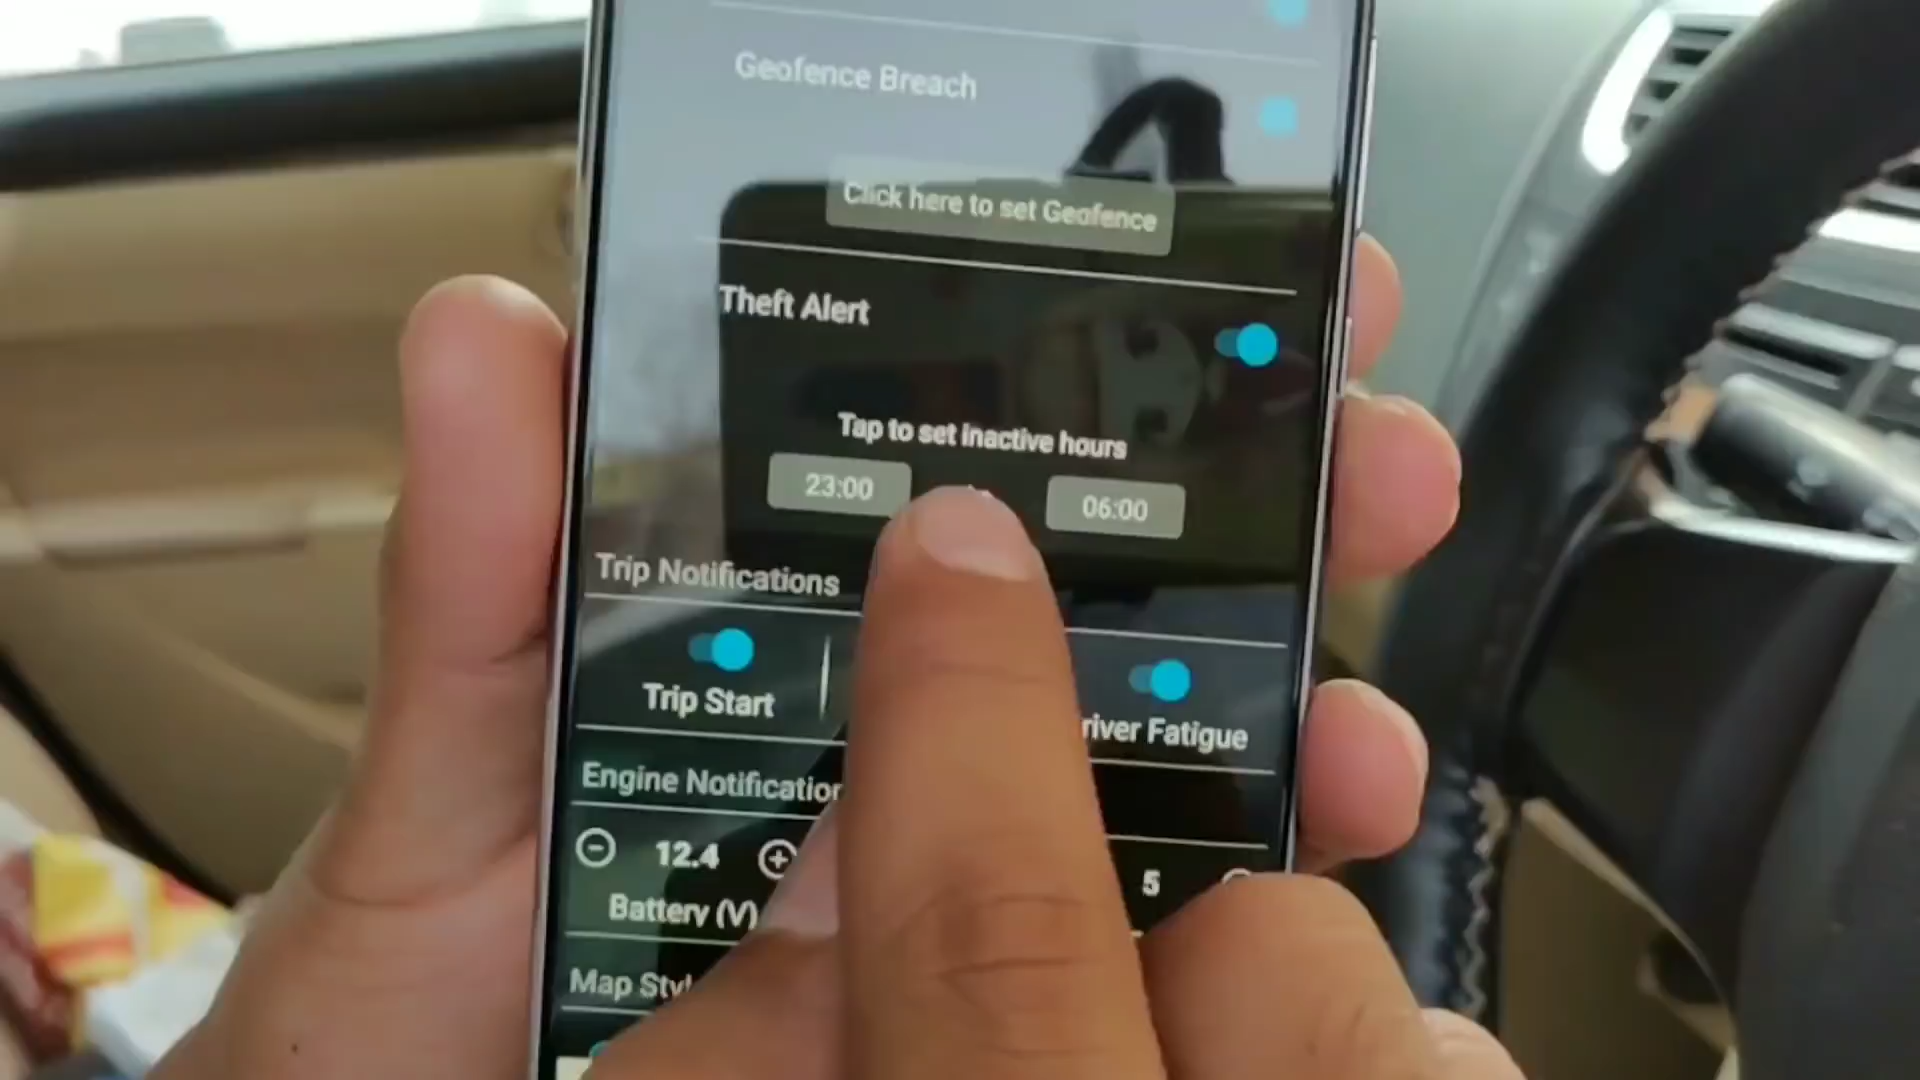 Geofence Breach
Click here to set Geofence
Theft Alert
Tap to set inactive hours
23:00
06:00
Trip Notifications
Trip Start
river Fatigue
Engine Notification
12.4
5
Battery (V)
Map Styl